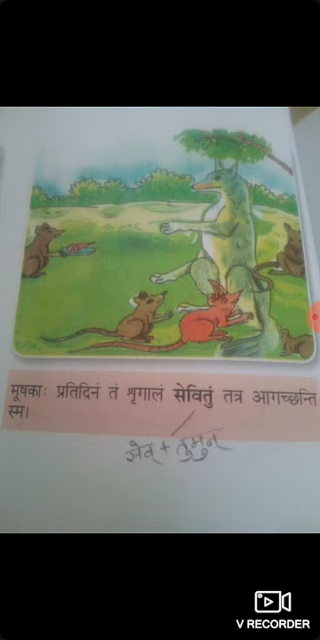 मूषकाः प्रतिदिनं तं शृगालं सेवितुं तत्र आगच्छन्ति
स्म।
सेव् + तुमुन्
V RECORDER